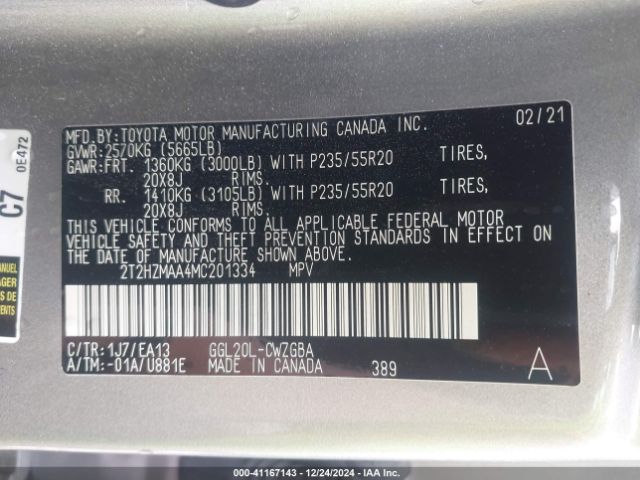 MFD.BY:TOYOTA MOTOR MANUFACTURING CANADA INC. 02/21
GVWR:2570KG (5665LB)
GAWR:FRT. 1360KG (3000LB) WITH P235/55R20 TIRES,
20X8J RIMS.
RR. 1410KG (3105LB) WITH P235/55R20 TIRES,
20X8J RIMS.
THIS VEHICLE CONFORMS TO ALL APPLICABLE FEDERAL MOTOR
VEHICLE SAFETY AND THEFT PREVENTION STANDARDS IN EFFECT ON
THE DATE OF MANUFACTURE SHOWN ABOVE.
2T2HZMAA4MC201334 MPV
C/TR:1J7/EA13 GGL20L-CWZGBA
A/TM:-01A/U881E MADE IN CANADA 389 A
C7
0E472
MANUEL
000-41167143 - 12/24/2024 - IAA Inc.